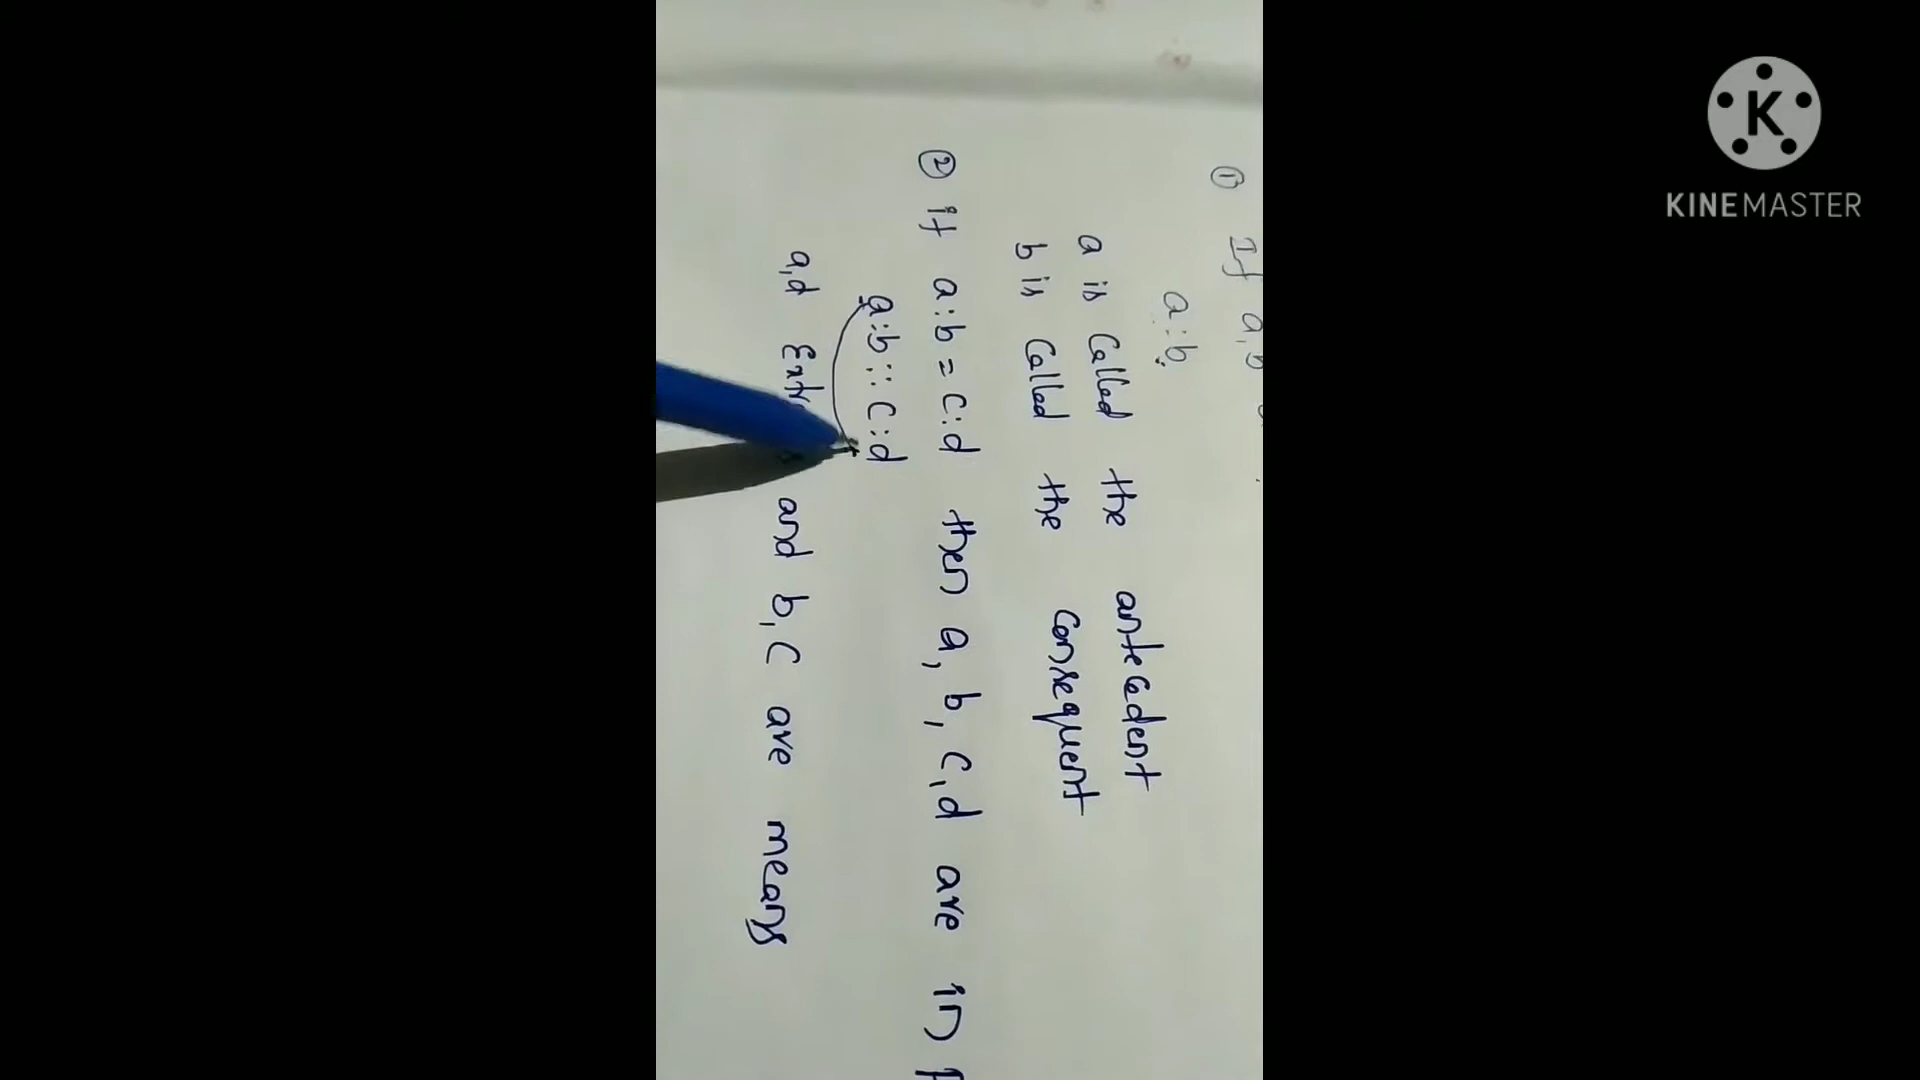 ① If a, b
a : b
a is called the antecedent
b is called the consequent
② if a:b = c:d then a, b, c, d are in
a:b :: c:d
a,d and b, c are means
K
KINEMASTER